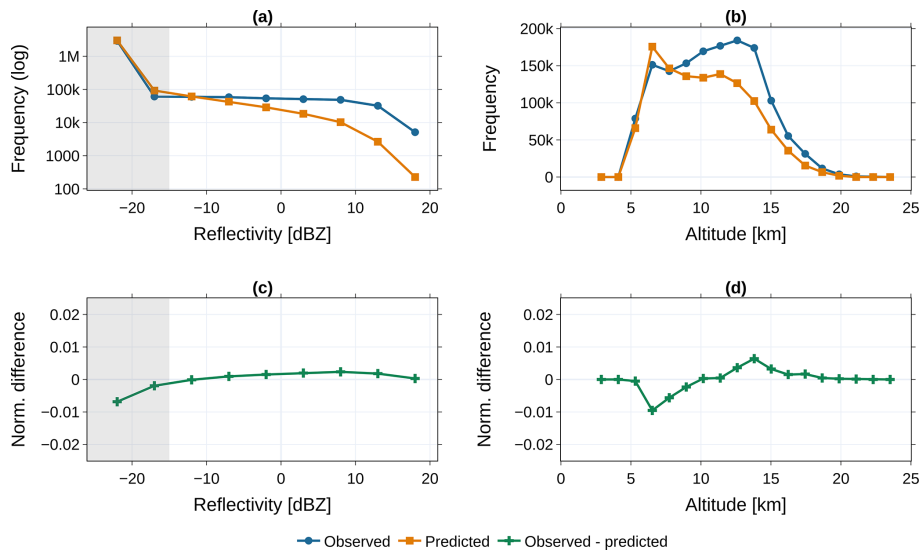 (a)
Frequency (log)
1M
100k
10k
1000
100
−20
−10
0
10
20
Reflectivity [dBZ]
(b)
Frequency
200k
150k
100k
50k
0
0
5
10
15
20
25
Altitude [km]
(c)
Norm. difference
0.02
0.01
0
−0.01
−0.02
−20
−10
0
10
20
Reflectivity [dBZ]
(d)
Norm. difference
0.02
0.01
0
−0.01
−0.02
0
5
10
15
20
25
Altitude [km]
Observed
Predicted
Observed - predicted